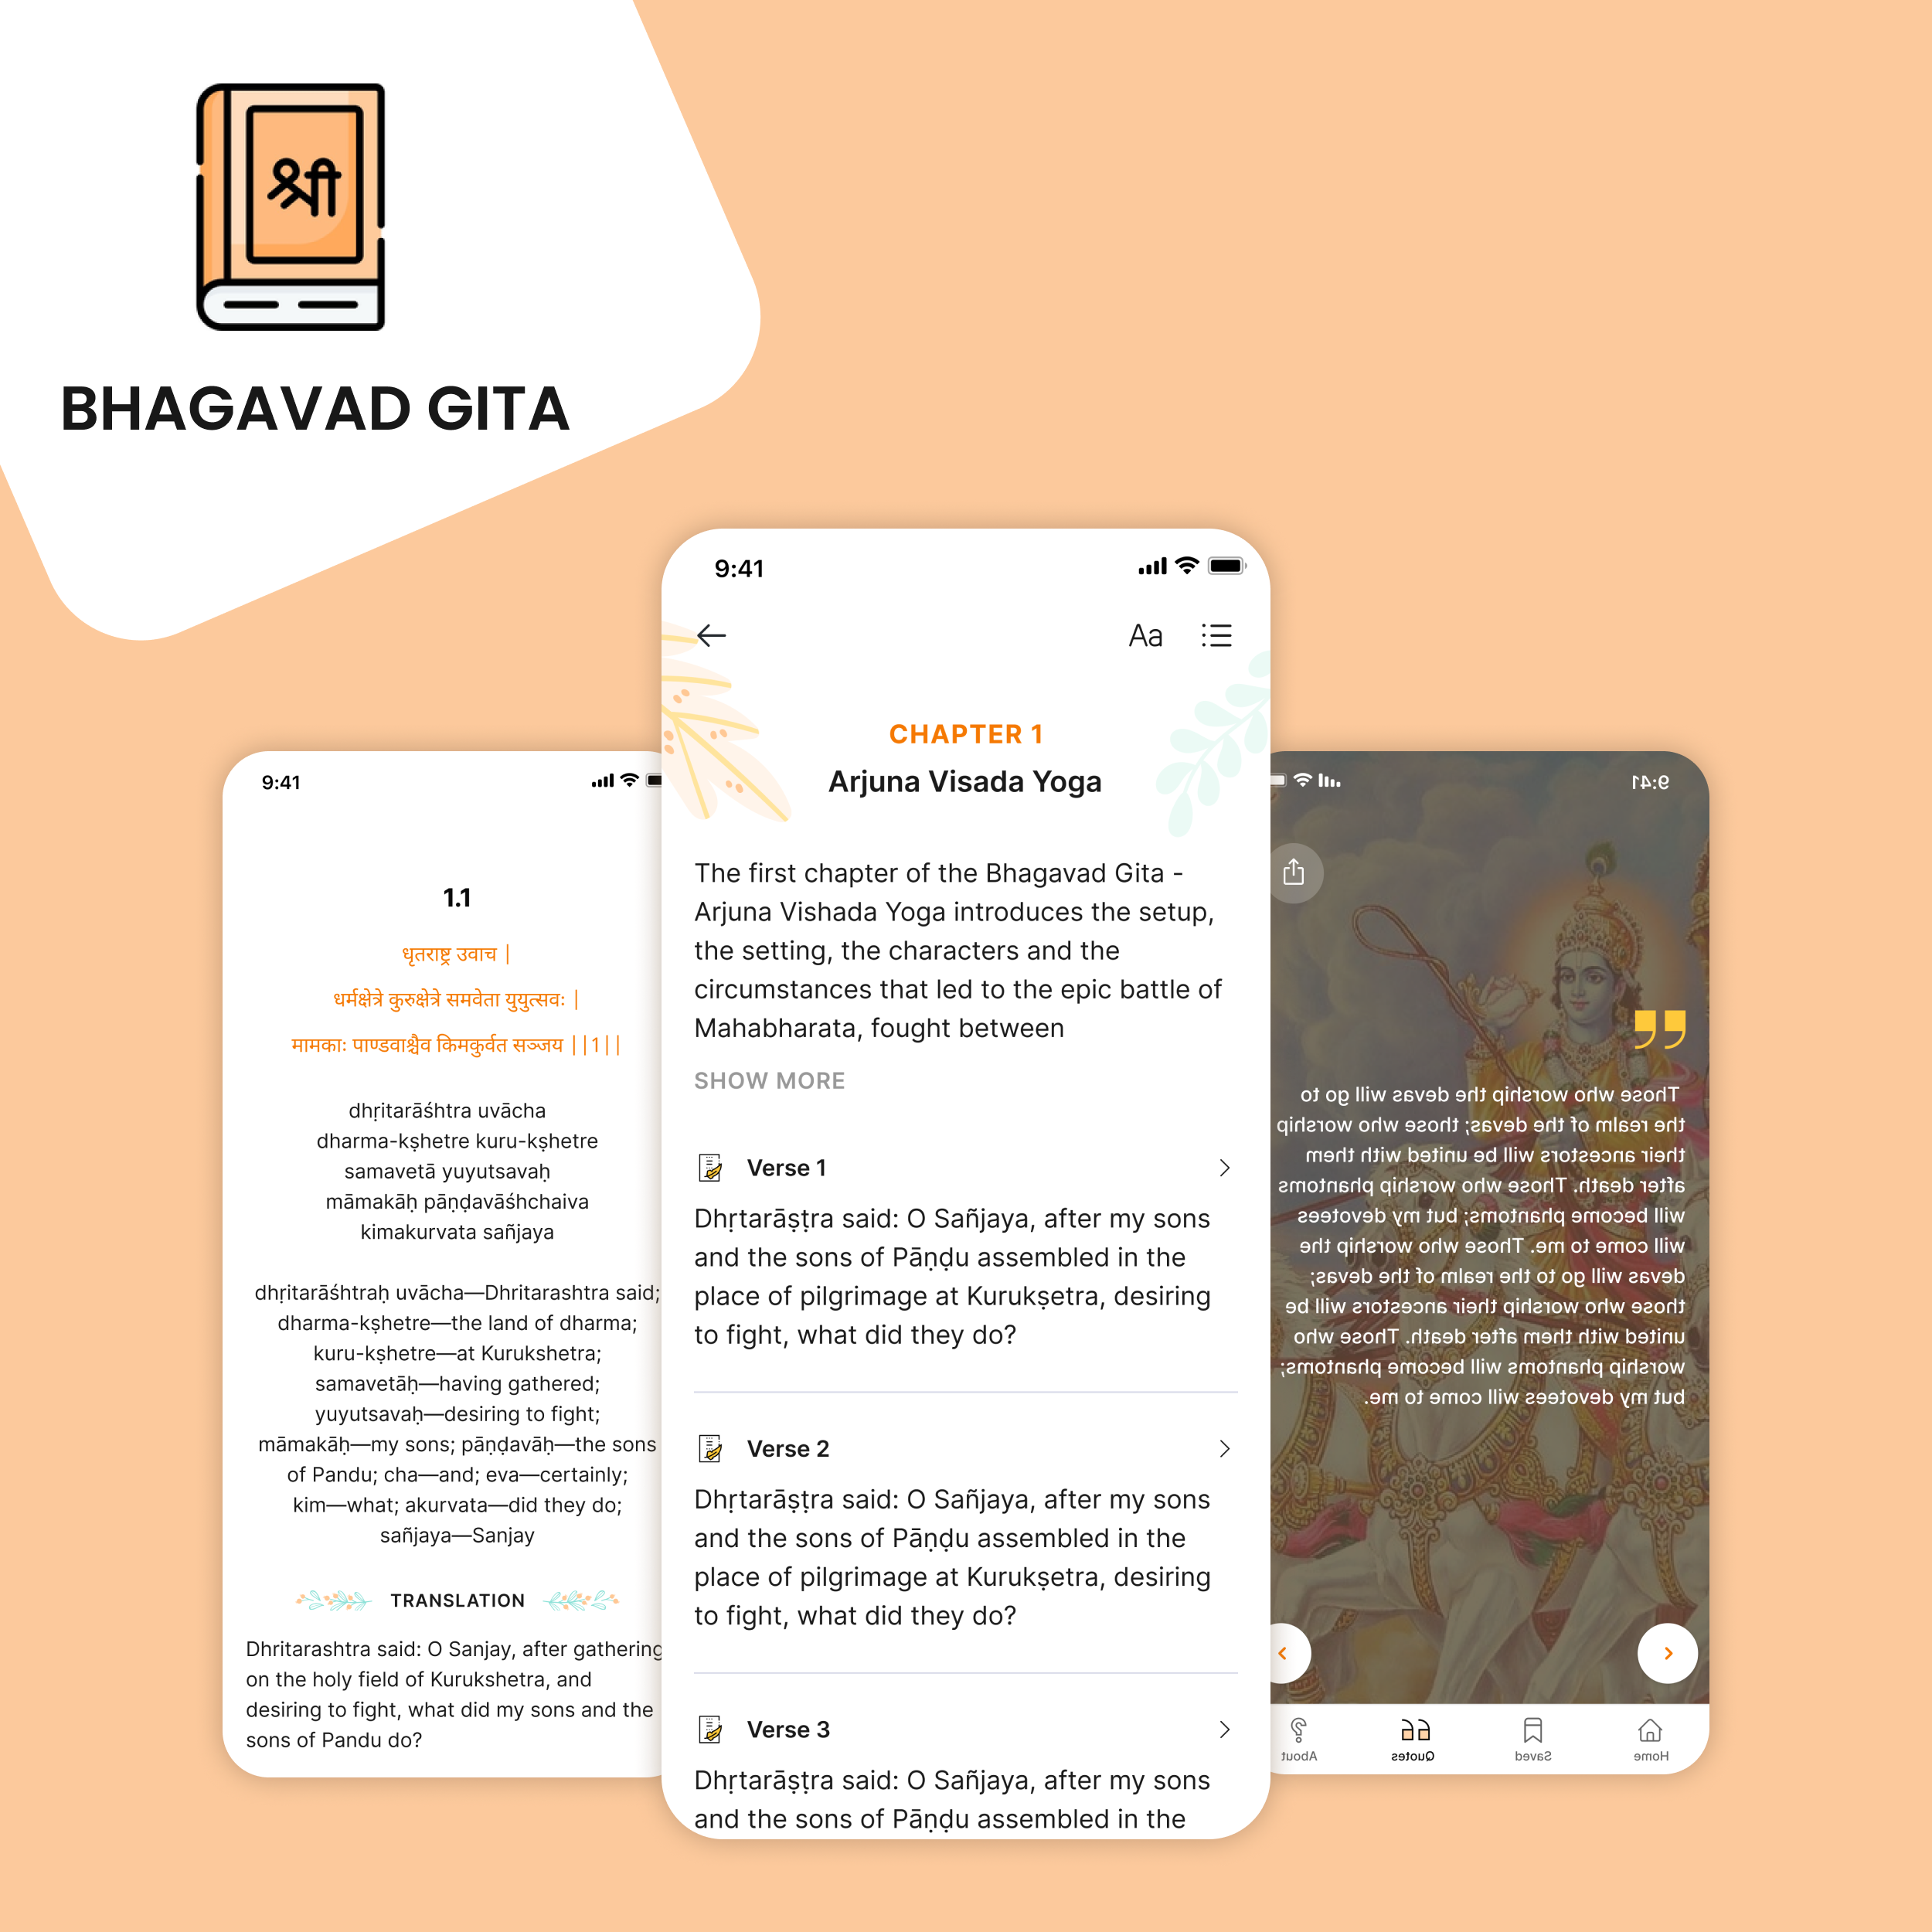 श्री
BHAGAVAD GITA
9:41
1.1
धृतराष्ट्र उवाच |
धर्मक्षेत्रे कुरुक्षेत्रे समवेता युयुत्सवः |
मामकाः पाण्डवाश्चैव किमकुर्वत सञ्जय ||1||
dhṛitarāśhtra uvācha
dharma-kṣhetre kuru-kṣhetre
samavetā yuyutsavaḥ
māmakāḥ pāṇḍavāśhchaiva
kimakurvata sañjaya
dhṛitarāśhtraḥ uvācha—Dhritarashtra said;
dharma-kṣhetre—the land of dharma;
kuru-kṣhetre—at Kurukshetra;
samavetāḥ—having gathered;
yuyutsavaḥ—desiring to fight;
māmakāḥ—my sons; pāṇḍavāḥ—the sons
of Pandu; cha—and; eva—certainly;
kim—what; akurvata—did they do;
sañjaya—Sanjay
TRANSLATION
Dhritarashtra said: O Sanjay, after gathering
on the holy field of Kurukshetra, and
desiring to fight, what did my sons and the
sons of Pandu do?
9:41
Aa
CHAPTER 1
Arjuna Visada Yoga
The first chapter of the Bhagavad Gita -
Arjuna Vishada Yoga introduces the setup,
the setting, the characters and the
circumstances that led to the epic battle of
Mahabharata, fought between
SHOW MORE
Verse 1
Dhṛtarāṣṭra said: O Sañjaya, after my sons
and the sons of Pāṇḍu assembled in the
place of pilgrimage at Kurukṣetra, desiring
to fight, what did they do?
Verse 2
Dhṛtarāṣṭra said: O Sañjaya, after my sons
and the sons of Pāṇḍu assembled in the
place of pilgrimage at Kurukṣetra, desiring
to fight, what did they do?
Verse 3
Dhṛtarāṣṭra said: O Sañjaya, after my sons
and the sons of Pāṇḍu assembled in the
9:41
Those who worship the devas will go to
the realm of the devas; those who worship
their ancestors will be united with them
after death. Those who worship phantoms
will become phantoms; but my devotees
will come to me. Those who worship the
devas will go to the realm of the devas;
those who worship their ancestors will be
united with them after death. Those who
worship phantoms will become phantoms;
but my devotees will come to me.
Home
Saved
Quotes
About